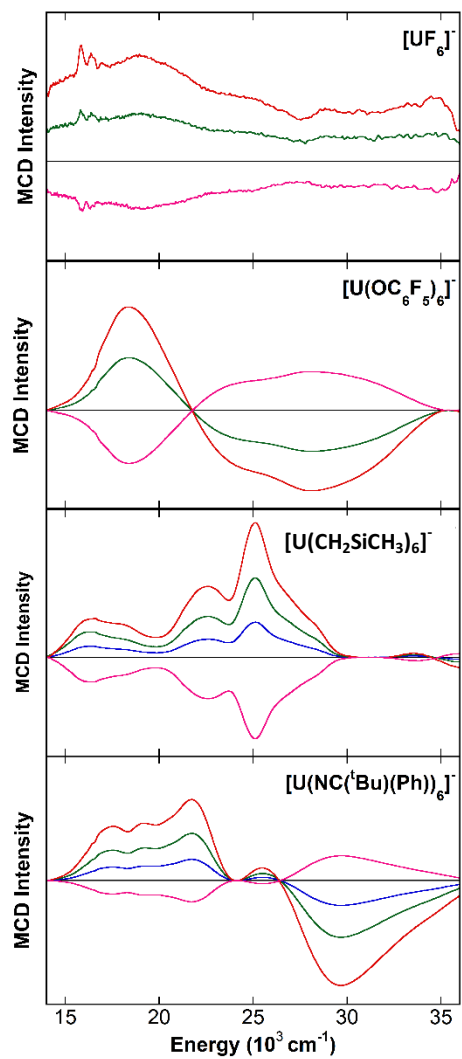 [UF6]-
MCD Intensity
[U(OC6F5)6]-
MCD Intensity
[U(CH2SiCH3)6]-
MCD Intensity
[U(NC(tBu)(Ph))6]-
MCD Intensity
15 20 25 30 35
Energy (10³ cm⁻¹)